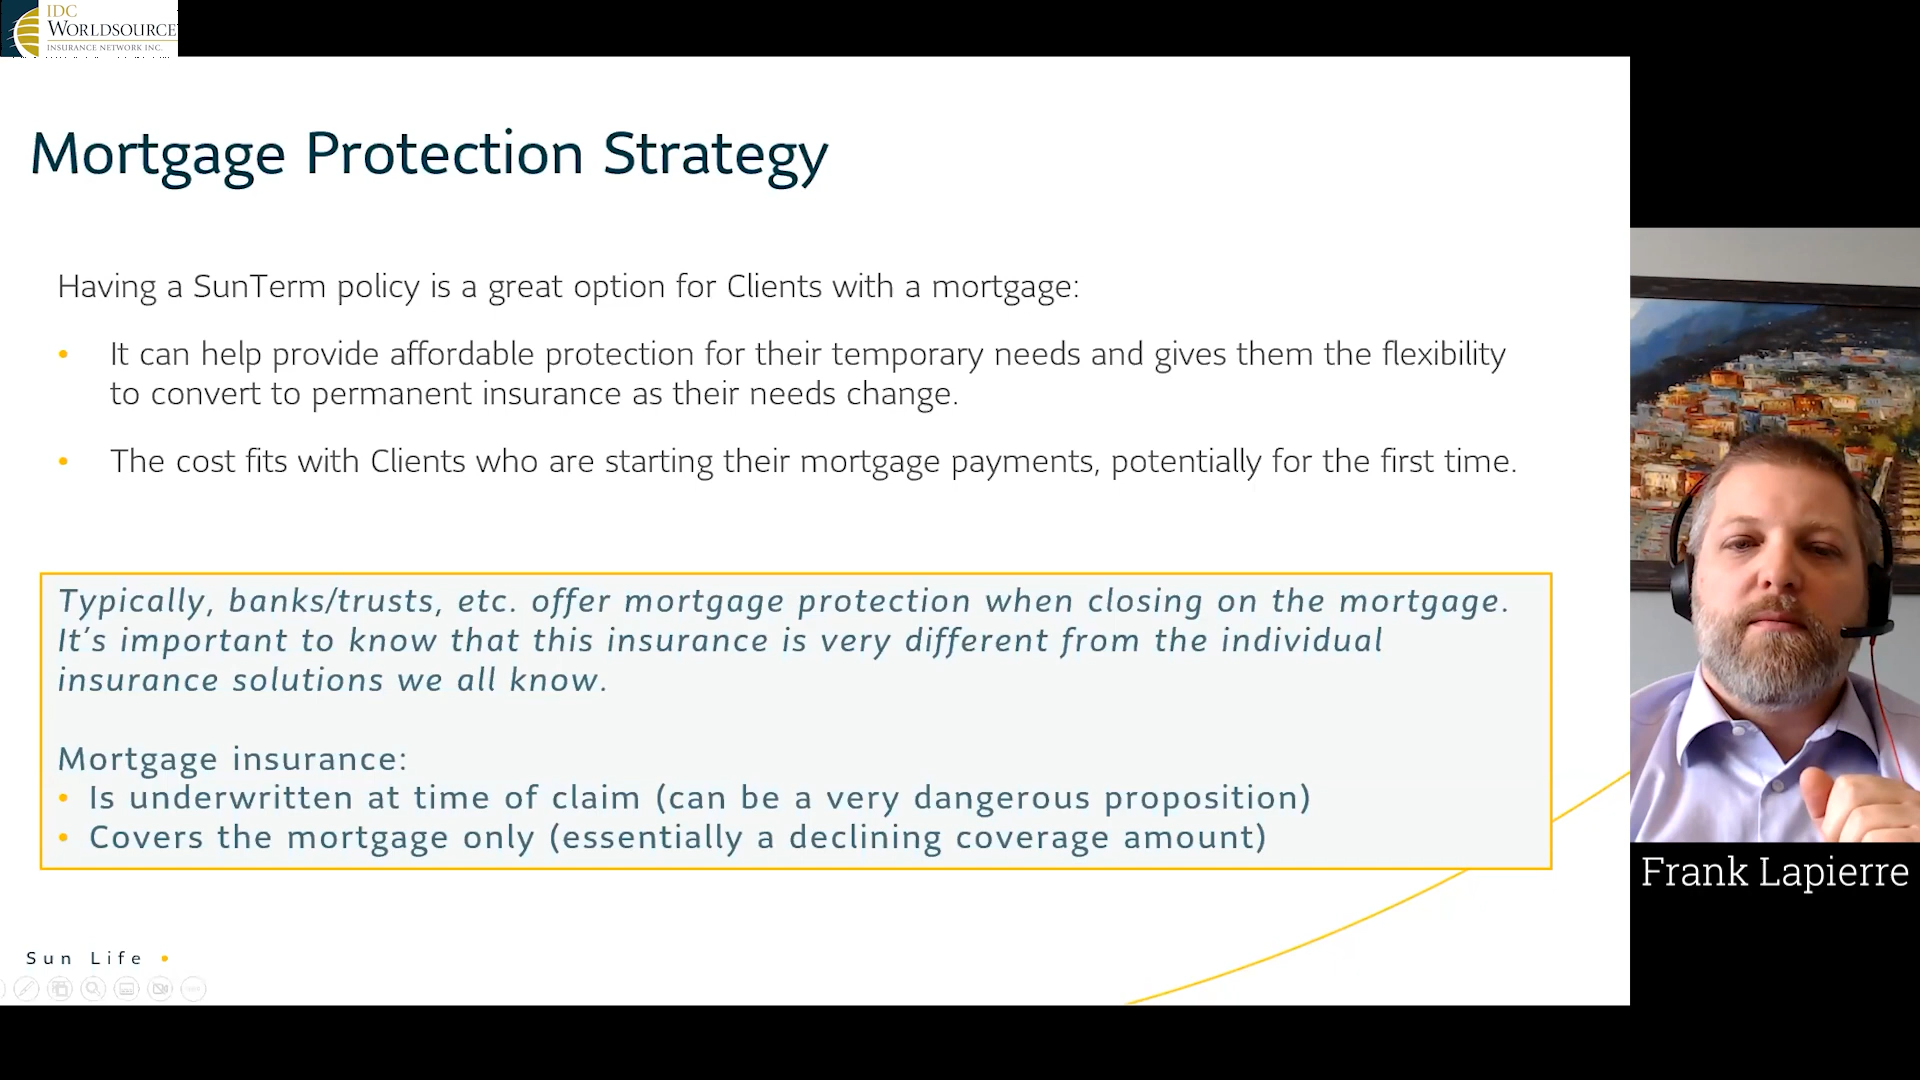 IDC
WORLDSOURCE
INSURANCE NETWORK INC.
Mortgage Protection Strategy
Having a SunTerm policy is a great option for Clients with a mortgage:
• It can help provide affordable protection for their temporary needs and gives them the flexibility
to convert to permanent insurance as their needs change.
• The cost fits with Clients who are starting their mortgage payments, potentially for the first time.
Typically, banks/trusts, etc. offer mortgage protection when closing on the mortgage.
It's important to know that this insurance is very different from the individual
insurance solutions we all know.
Mortgage insurance:
• Is underwritten at time of claim (can be a very dangerous proposition)
• Covers the mortgage only (essentially a declining coverage amount)
Frank Lapierre
Sun Life